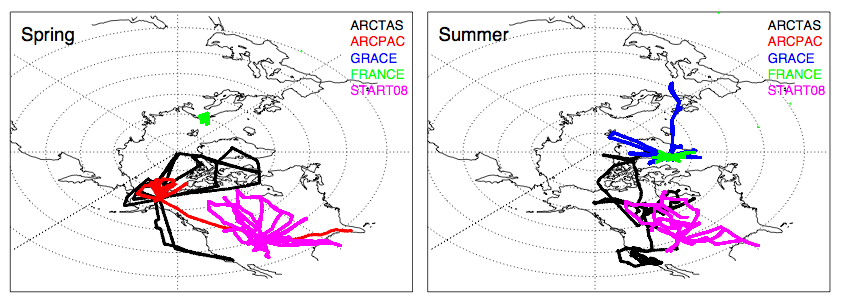 Spring
ARCTAS
ARCPAC
GRACE
FRANCE
START08
Summer
ARCTAS
ARCPAC
GRACE
FRANCE
START08